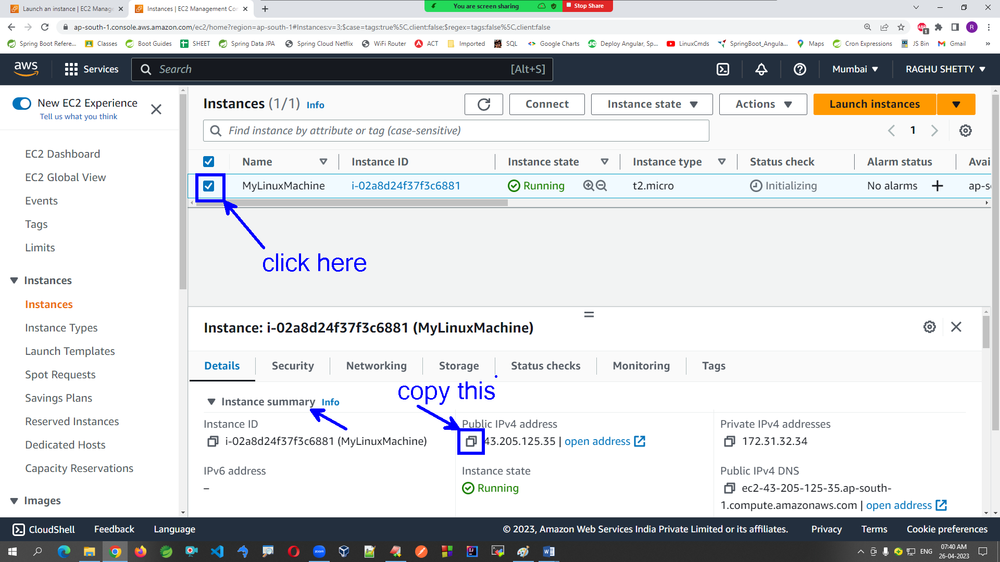 Launch an instance | EC2 Manage
Instances | EC2 Management Con
You are screen sharing
Stop Share
ap-south-1.console.aws.amazon.com/ec2/home?region=ap-south-1#Instances:v=3;$case=tags:true%5C,client:false;$regex=tags:false%5C,client:false
ABP
1
R
Spring Boot Refere...
Classes
Boot Guides
SHEET
Spring Data JPA
Spring Cloud Netflix
WiFi Router
ACT
Imported
SQL
Google Charts
Deploy Angular, Sp...
LinuxCmds
SpringBoot_Angula...
Maps
Cron Expressions
JS Bin
Gmail
»
aws
Services
Search
[Alt+S]
Mumbai
RAGHU SHETTY
New EC2 Experience
Tell us what you think
EC2 Dashboard
EC2 Global View
Events
Tags
Limits
Instances
Instances
Instance Types
Launch Templates
Spot Requests
Savings Plans
Reserved Instances
Dedicated Hosts
Capacity Reservations
Images
Instances (1/1) Info
Connect
Instance state
Actions
Launch instances
Find instance by attribute or tag (case-sensitive)
1
Name
Instance ID
Instance state
Instance type
Status check
Alarm status
Avai
MyLinuxMachine
i-02a8d24f37f3c6881
Running
t2.micro
Initializing
No alarms
ap-s
click here
Instance: i-02a8d24f37f3c6881 (MyLinuxMachine)
Details
Security
Networking
Storage
Status checks
Monitoring
Tags
copy this
Instance summary Info
Instance ID
i-02a8d24f37f3c6881 (MyLinuxMachine)
Public IPv4 address
43.205.125.35 | open address
Private IPv4 addresses
172.31.32.34
IPv6 address
–
Instance state
Running
Public IPv4 DNS
ec2-43-205-125-35.ap-south-
1.compute.amazonaws.com | open address
CloudShell
Feedback
Language
© 2023, Amazon Web Services India Private Limited or its affiliates.
Privacy
Terms
Cookie preferences
zoom
ENG
07:40 AM
26-04-2023